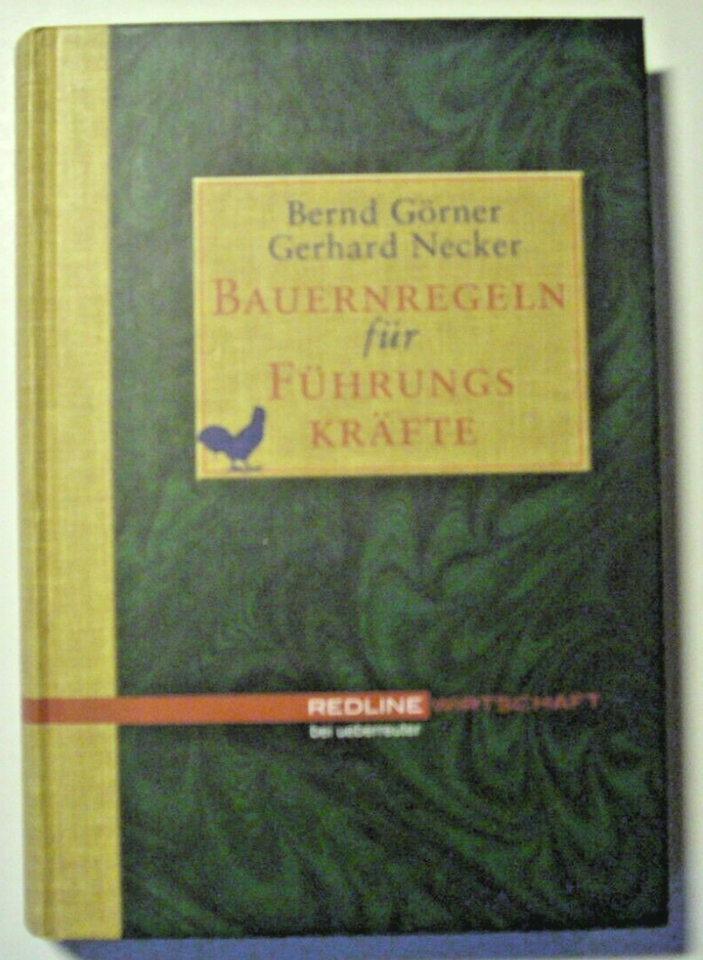 Bernd Görner
Gerhard Necker
BAUERNREGELN
für
FÜHRUNGS
KRÄFTE
REDLINE WIRTSCHAFT
bei ueberreuter